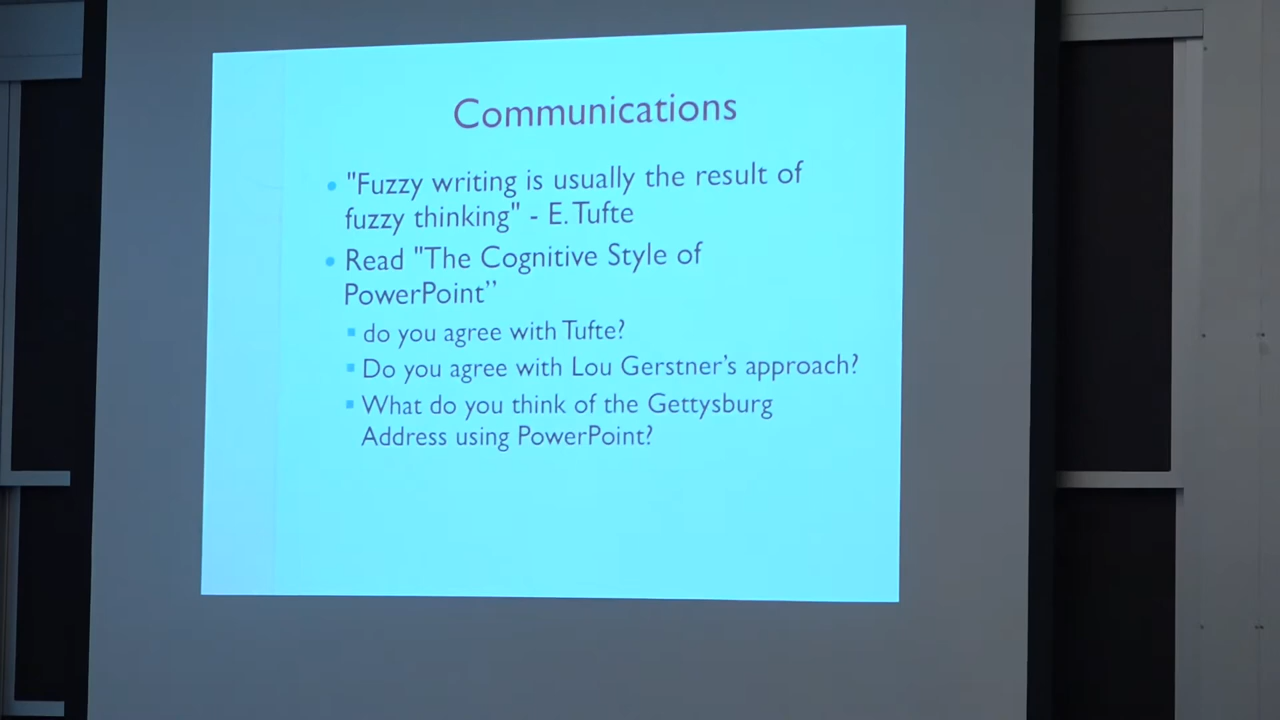 Communications
• "Fuzzy writing is usually the result of
fuzzy thinking" - E. Tufte
• Read "The Cognitive Style of
PowerPoint”
▪ do you agree with Tufte?
▪ Do you agree with Lou Gerstner’s approach?
▪ What do you think of the Gettysburg
Address using PowerPoint?